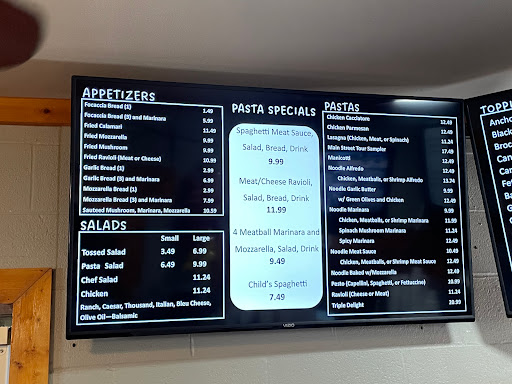 APPETIZERS
Focaccia Bread (1) 1.49
Focaccia Bread (3) and Marinara 5.99
Fried Calamari 11.49
Fried Mozzarella 9.99
Fried Mushroom 9.99
Fried Ravioli (Meat or Cheese) 10.99
Garlic Bread (1) 2.99
Garlic Bread (3) and Marinara 6.99
Mozzarella Bread (1) 2.99
Mozzarella Bread (3) and Marinara 7.99
Sauteed Mushroom, Marinara, Mozzarella 10.59
SALADS
Small Large
Tossed Salad 3.49 6.99
Pasta Salad 6.49 9.99
Chef Salad 11.24
Chicken 11.24
Ranch, Caesar, Thousand, Italian, Bleu Cheese,
Olive Oil—Balsamic
PASTA SPECIALS
Spaghetti Meat Sauce,
Salad, Bread, Drink
9.99
Meat/Cheese Ravioli,
Salad, Bread, Drink
11.99
4 Meatball Marinara and
Mozzarella, Salad, Drink
9.49
Child's Spaghetti
7.49
PASTAS
Chicken Cacciatore 12.49
Chicken Parmesan 12.49
Lasagna (Chicken, Meat, or Spinach) 11.24
Main Street Tour Sampler 17.49
Manicotti 12.49
Noodle Alfredo 12.49
Chicken, Meatballs, or Shrimp Alfredo 13.74
Noodle Garlic Butter 9.99
w/ Green Olives and Chicken 12.49
Noodle Marinara 9.99
Chicken, Meatballs, or Shrimp Marinara 11.99
Spinach Mushroom Marinara 11.24
Spicy Marinara 12.49
Noodle Meat Sauce 12.49
Chicken, Meatballs, or Shrimp Meat Sauce 12.49
Noodle Baked w/Mozzarella 12.49
Pesto (Capellini, Spaghetti, or Fettuccine) 10.99
Ravioli (Cheese or Meat) 11.24
Triple Delight 20.99
VIZIO
TOPPI
Ancho
Black
Broc
Can
Can